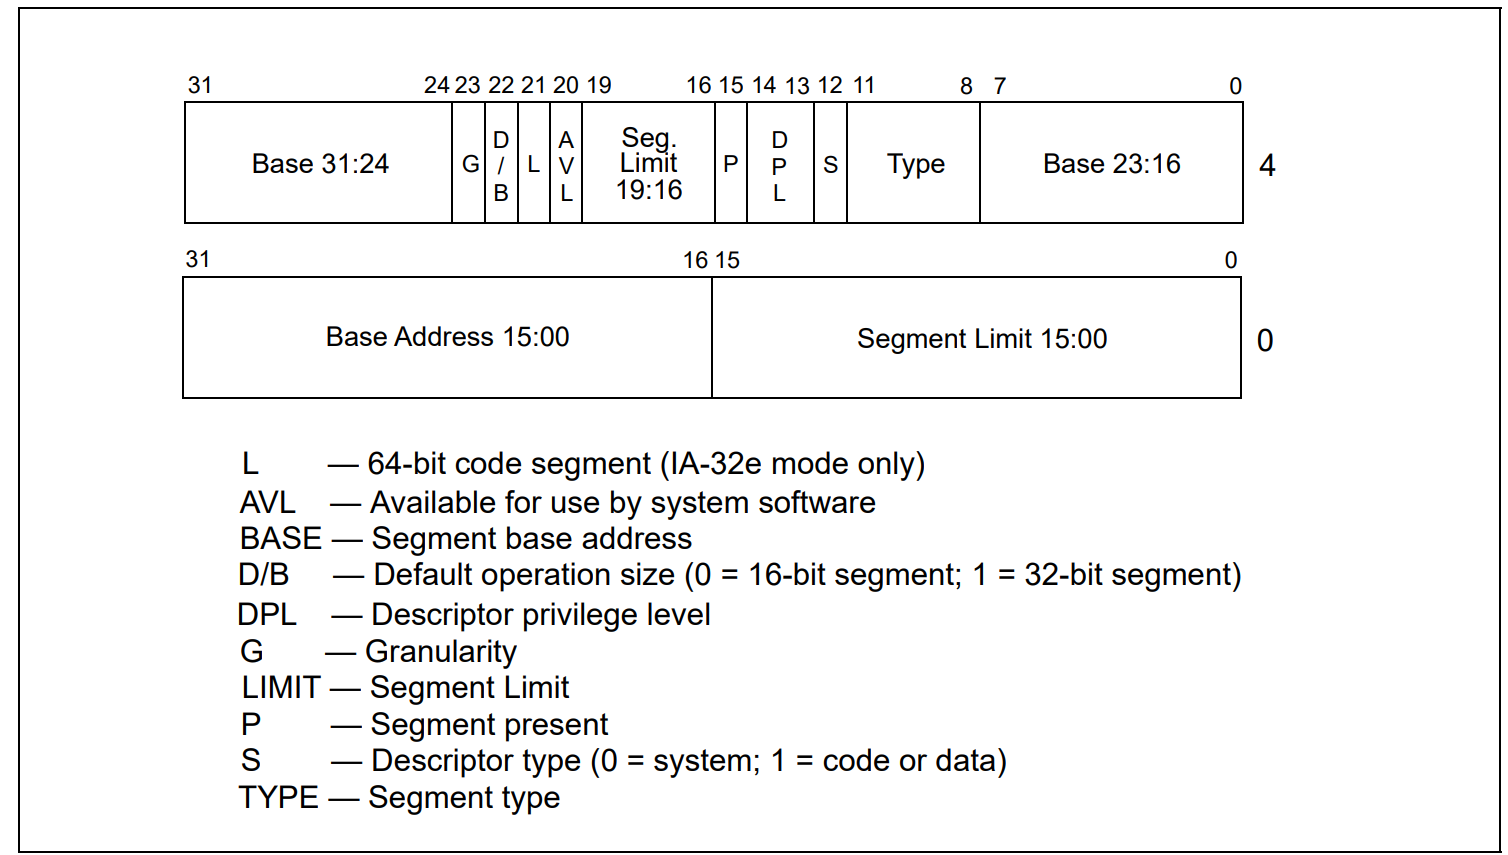 31 24 23 22 21 20 19 16 15 14 13 12 11 8 7 0
Base 31:24 G D/B L AVL Seg. Limit 19:16 P DPL S Type Base 23:16 4
31 16 15 0
Base Address 15:00 Segment Limit 15:00 0
L — 64-bit code segment (IA-32e mode only)
AVL — Available for use by system software
BASE — Segment base address
D/B — Default operation size (0 = 16-bit segment; 1 = 32-bit segment)
DPL — Descriptor privilege level
G — Granularity
LIMIT — Segment Limit
P — Segment present
S — Descriptor type (0 = system; 1 = code or data)
TYPE — Segment type